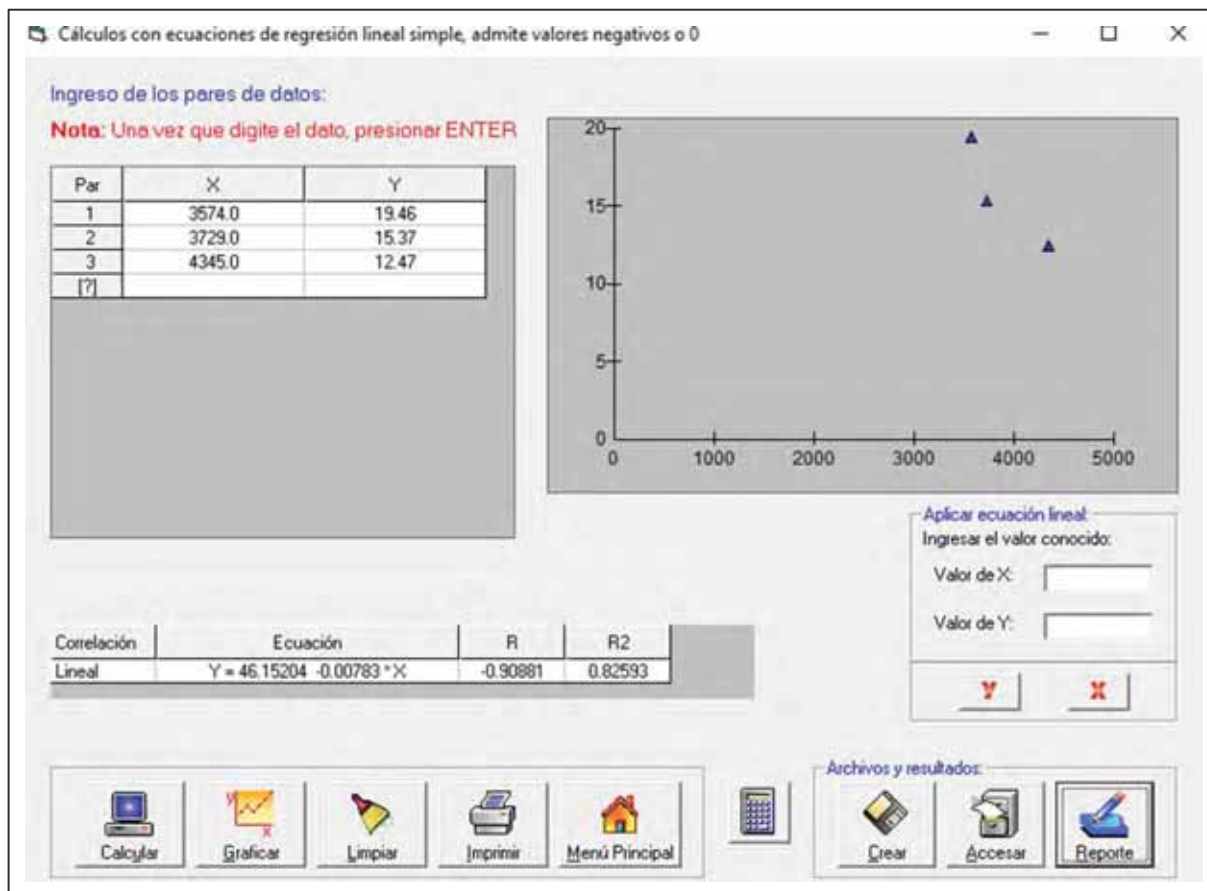 Cálculos con ecuaciones de regresión lineal simple, admite valores negativos o 0
Ingreso de los pares de datos:
Nota: Una vez que digite el dato, presionar ENTER
Par X Y
1 3574.0 19.46
2 3729.0 15.37
3 4345.0 12.47
[?]
20
15
10
5
0
0 1000 2000 3000 4000 5000
Aplicar ecuación lineal:
Ingresar el valor conocido:
Valor de X:
Valor de Y:
Y X
Correlación Ecuación R R2
Lineal Y = 46.15204 -0.00783 * X -0.90881 0.82593
Calcular Graficar Limpiar Imprimir Menú Principal
Archivos y resultados:
Crear Accesar Reporte